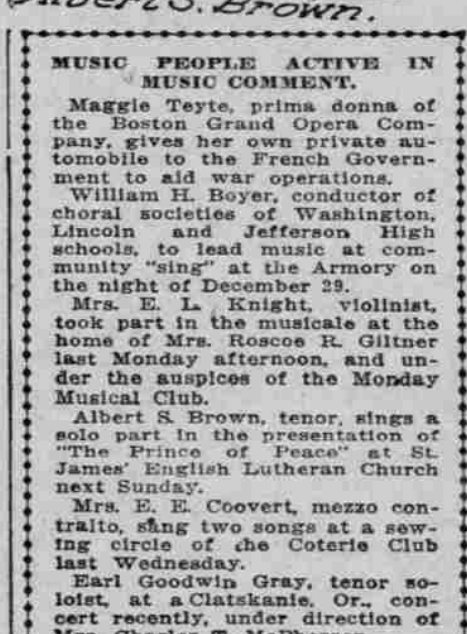 Albert S. Brown.
MUSIC PEOPLE ACTIVE IN
MUSIC COMMENT.
Maggie Teyte, prima donna of
the Boston Grand Opera Com-
pany, gives her own private au-
tomobile to the French Govern-
ment to aid war operations.
William H. Boyer, conductor of
choral societies of Washington,
Lincoln and Jefferson High
schools, to lead music at com-
munity "sing" at the Armory on
the night of December 29.
Mrs. E. L. Knight, violinist,
took part in the musicale at the
home of Mrs. Roscoe R. Giltner
last Monday afternoon, and un-
der the auspices of the Monday
Musical Club.
Albert S. Brown, tenor, sings a
solo part in the presentation of
"The Prince of Peace" at St.
James' English Lutheran Church
next Sunday.
Mrs. E. E. Coovert, mezzo con-
tralto, sang two songs at a sew-
ing circle of the Coterie Club
last Wednesday.
Earl Goodwin Gray, tenor so-
loist, at a Clatskanie, Or., con-
cert recently, under direction of
Mrs. Charles T.